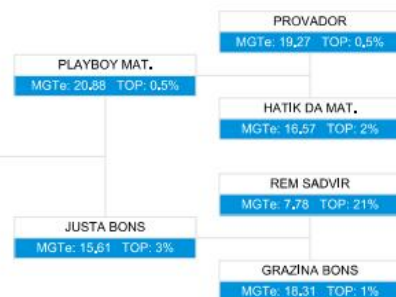 PROVADOR
MGTe: 19,27 TOP: 0,5%
PLAYBOY MAT.
MGTe: 20,88 TOP: 0,5%
HATIK DA MAT.
MGTe: 16,57 TOP: 2%
REM SADVIR
MGTe: 7,78 TOP: 21%
JUSTA BONS
MGTe: 15,61 TOP: 3%
GRAZINA BONS
MGTe: 18,31 TOP: 1%